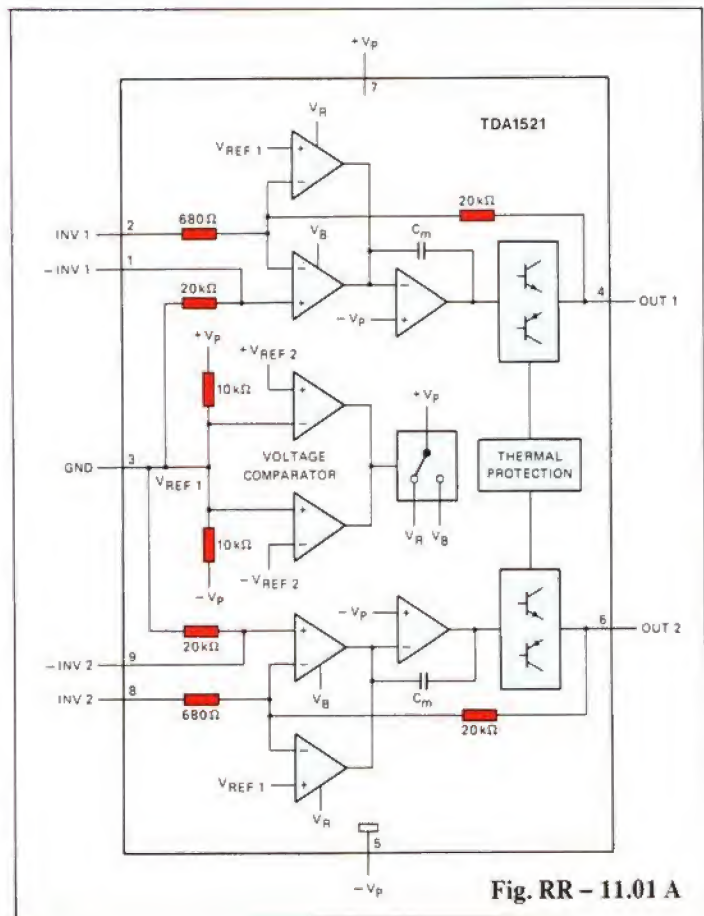 +Vp
7
TDA1521
VR
VREF 1
680Ω
20kΩ
INV 1
2
VB
Cm
-INV 1
1
20kΩ
4
OUT 1
-Vp
+Vp
+VREF 2
10kΩ
+Vp
GND
3
VREF 1
VOLTAGE
COMPARATOR
THERMAL
PROTECTION
VR
VB
10kΩ
-VREF 2
-Vp
-Vp
6
OUT 2
20kΩ
-INV 2
9
Cm
INV 2
8
VB
680Ω
20kΩ
VREF 1
VR
5
-Vp
Fig. RR – 11.01 A